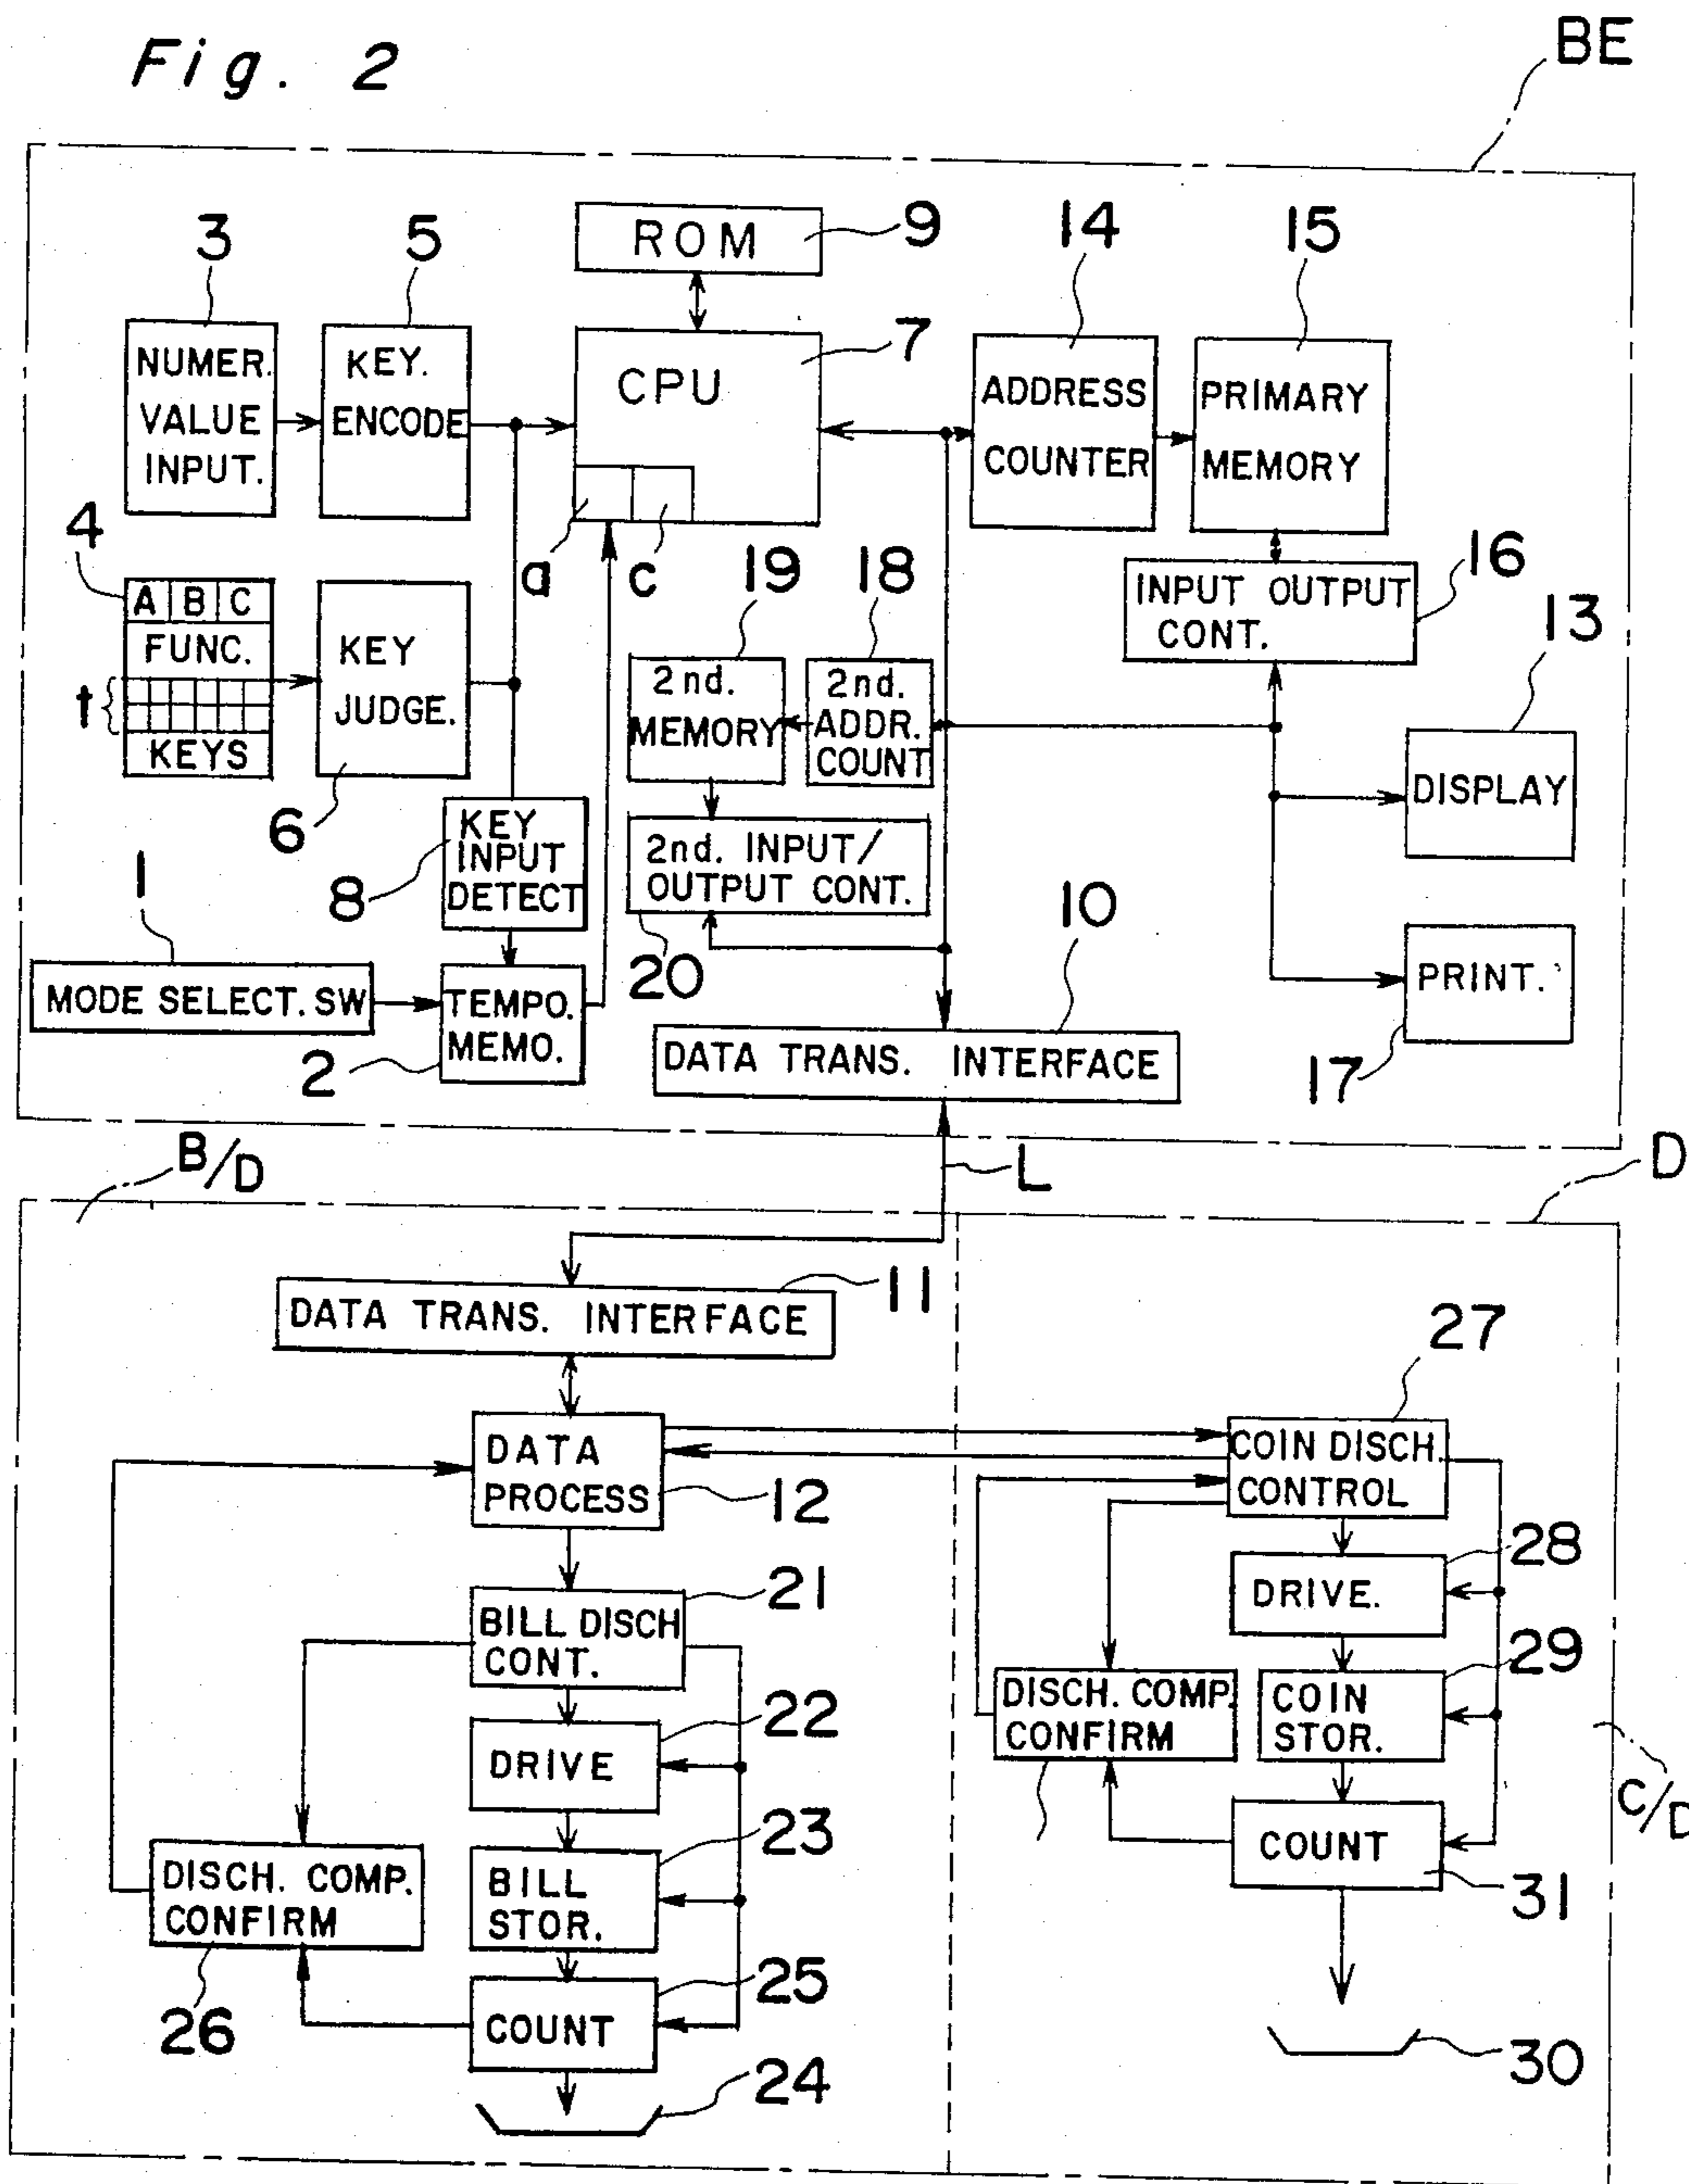 Fig. 2
BE
3
5
ROM
9
14
15
NUMER.
VALUE
INPUT.
KEY.
ENCODE
CPU
7
ADDRESS
COUNTER
PRIMARY
MEMORY
4
a
c
19
18
16
A B C
FUNC.
t
KEYS
KEY
JUDGE.
6
INPUT OUTPUT
CONT.
13
2nd.
MEMORY
2nd.
ADDR.
COUNT
DISPLAY
KEY
INPUT
DETECT
8
2nd. INPUT/
OUTPUT CONT.
20
10
1
MODE SELECT. SW
TEMPO.
MEMO.
2
PRINT.
17
DATA TRANS. INTERFACE
B/D
L
D
11
DATA TRANS. INTERFACE
27
DATA
PROCESS
12
COIN DISCH.
CONTROL
28
DRIVE.
21
BILL DISCH
CONT.
29
DISCH. COMP.
CONFIRM
COIN
STOR.
22
DRIVE
C/D
23
COUNT
31
DISCH. COMP.
CONFIRM
26
BILL
STOR.
25
COUNT
24
30